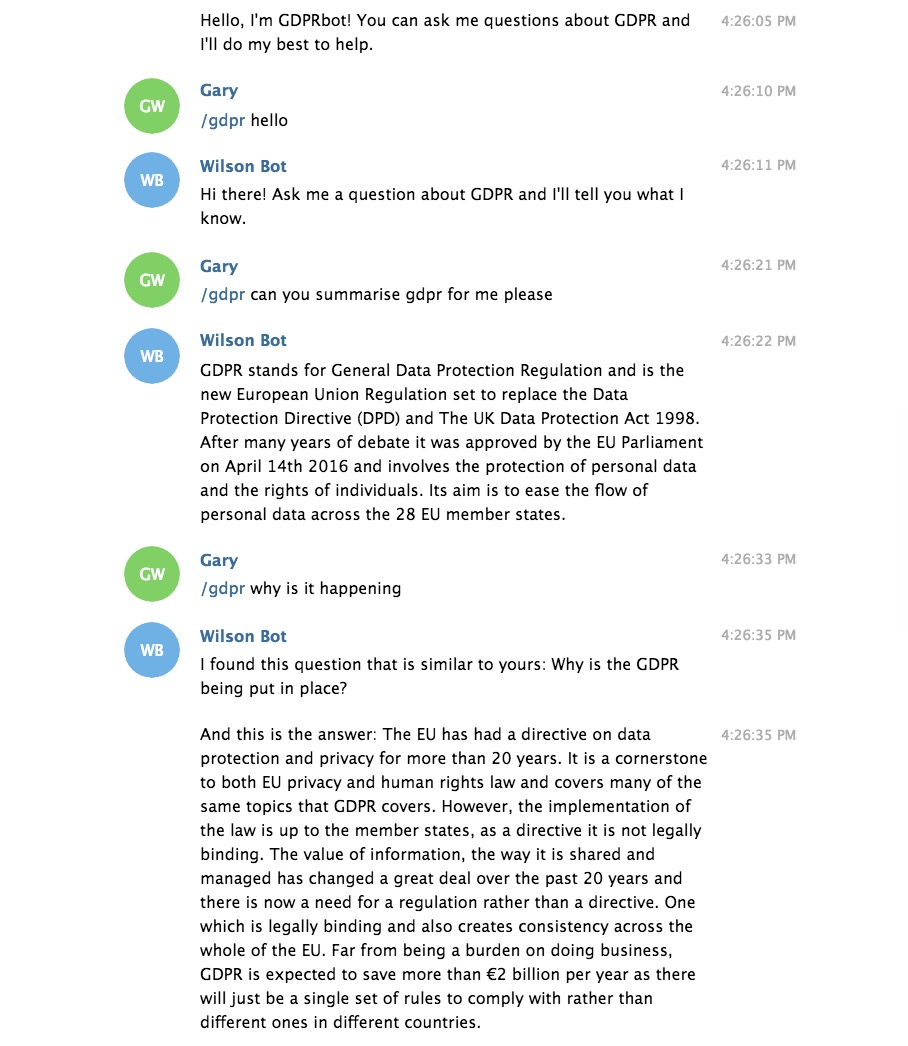 Hello, I'm GDPRbot! You can ask me questions about GDPR and
I'll do my best to help.
4:26:05 PM
GW
Gary
4:26:10 PM
/gdpr hello
WB
Wilson Bot
4:26:11 PM
Hi there! Ask me a question about GDPR and I'll tell you what I
know.
GW
Gary
4:26:21 PM
/gdpr can you summarise gdpr for me please
WB
Wilson Bot
4:26:22 PM
GDPR stands for General Data Protection Regulation and is the
new European Union Regulation set to replace the Data
Protection Directive (DPD) and The UK Data Protection Act 1998.
After many years of debate it was approved by the EU Parliament
on April 14th 2016 and involves the protection of personal data
and the rights of individuals. Its aim is to ease the flow of
personal data across the 28 EU member states.
GW
Gary
4:26:33 PM
/gdpr why is it happening
WB
Wilson Bot
4:26:35 PM
I found this question that is similar to yours: Why is the GDPR
being put in place?
And this is the answer: The EU has had a directive on data
4:26:35 PM
protection and privacy for more than 20 years. It is a cornerstone
to both EU privacy and human rights law and covers many of the
same topics that GDPR covers. However, the implementation of
the law is up to the member states, as a directive it is not legally
binding. The value of information, the way it is shared and
managed has changed a great deal over the past 20 years and
there is now a need for a regulation rather than a directive. One
which is legally binding and also creates consistency across the
whole of the EU. Far from being a burden on doing business,
GDPR is expected to save more than €2 billion per year as there
will just be a single set of rules to comply with rather than
different ones in different countries.